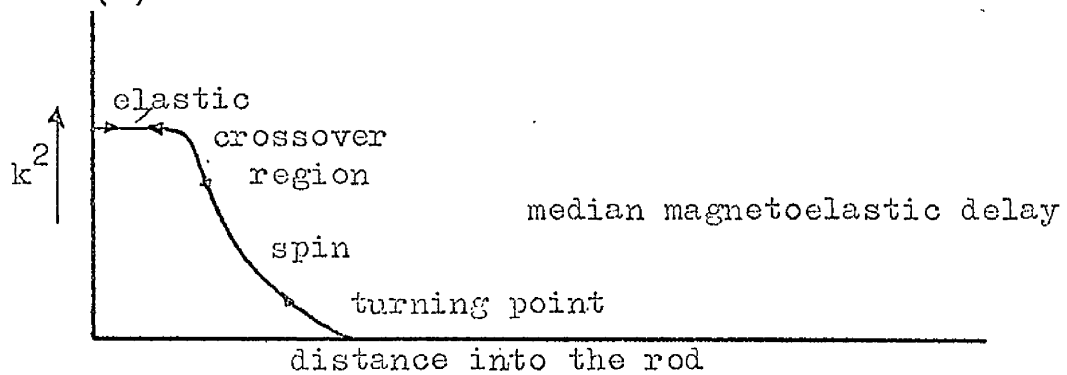 elastic
crossover
k2
region
median magnetoelastic delay
spin
turning point
distance into the rod